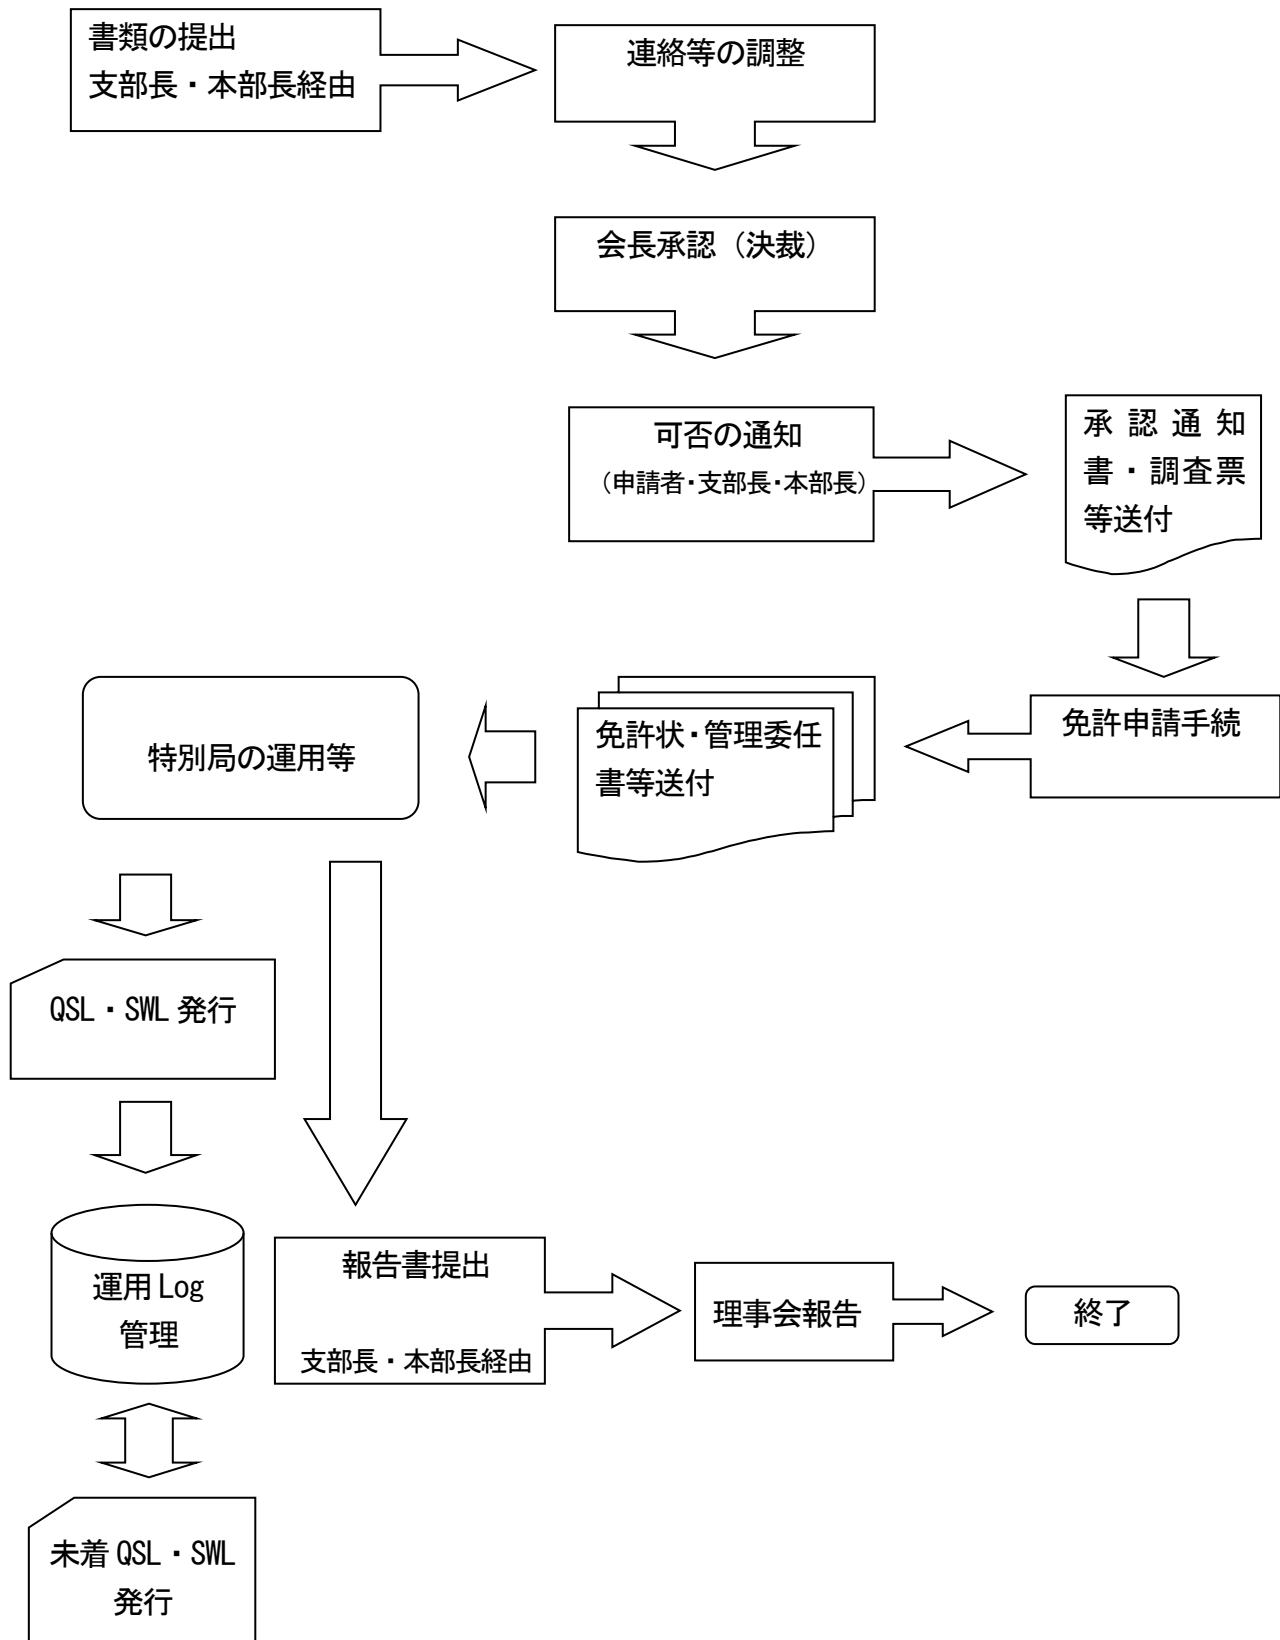 書類の提出
支部長・本部長経由
連絡等の調整
会長承認（決裁）
可否の通知
（申請者・支部長・本部長）
承認通知
書・調査票
等送付
免許申請手続
免許状・管理委任
書等送付
特別局の運用等
QSL・SWL 発行
運用 Log
管理
報告書提出
支部長・本部長経由
理事会報告
終了
未着 QSL・SWL
発行